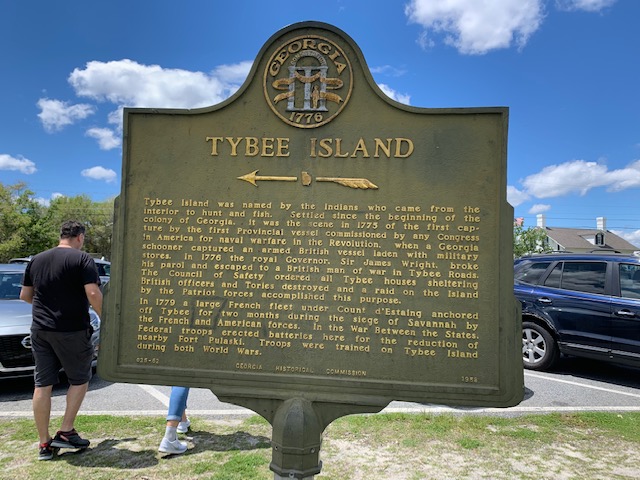 GEORGIA
1776
TYBEE ISLAND
Tybee Island was named by the Indians who came from the
interior to hunt and fish. Settled since the beginning of the
colony of Georgia, it was the scene in 1775 of the first cap-
ture by the first Provincial vessel commissioned by any Congress
in America for naval warfare in the Revolution, when a Georgia
schooner captured an armed British vessel laden with military
stores. In 1776 the royal Governor, Sir James Wright, broke
his parol and escaped to a British man of war in Tybee Roads
The Council of Safety ordered all Tybee houses sheltering
British officers and Tories destroyed and a raid on the Island
by the Patriot forces accomplished this purpose.
In 1779 a large French fleet under Count d'Estaing anchored
off Tybee for two months during the siege of Savannah by
the French and American forces. In the War Between the States,
Federal troops erected batteries here for the reduction of
nearby Fort Pulaski. Troops were trained on Tybee Island
during both World Wars.
025-62 GEORGIA HISTORICAL COMMISSION 1958